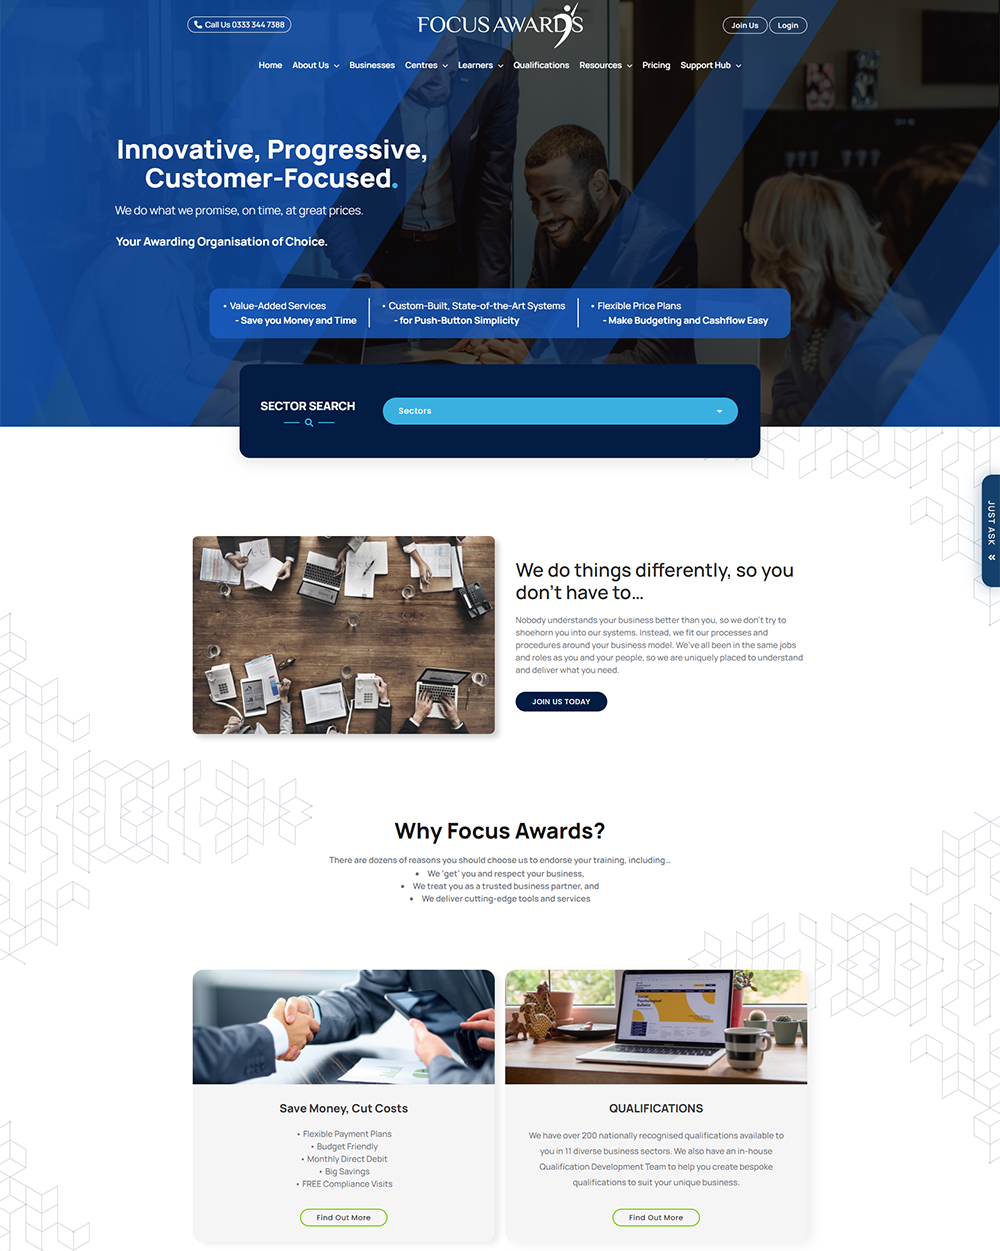 Call Us 0333 344 7388
FOCUS AWARDS
Join Us
Login
Home
About Us
Businesses
Centres
Learners
Qualifications
Resources
Pricing
Support Hub
Innovative, Progressive,
Customer-Focused.
We do what we promise, on time, at great prices.
Your Awarding Organisation of Choice.
• Value-Added Services
- Save you Money and Time
• Custom-Built, State-of-the-Art Systems
- for Push-Button Simplicity
• Flexible Price Plans
- Make Budgeting and Cashflow Easy
SECTOR SEARCH
Sectors
JUST ASK
We do things differently, so you
don't have to...
Nobody understands your business better than you, so we don't try to
shoehorn you into our systems. Instead, we fit our processes and
procedures around your business model. We've all been in the same jobs
and roles as you and your people, so we are uniquely placed to understand
and deliver what you need.
JOIN US TODAY
Why Focus Awards?
There are dozens of reasons you should choose us to endorse your training, including...
• We 'get' you and respect your business,
• We treat you as a trusted business partner, and
• We deliver cutting-edge tools and services
Social
Psychological
Bulletin
Save Money, Cut Costs
• Flexible Payment Plans
• Budget Friendly
• Monthly Direct Debit
• Big Savings
• FREE Compliance Visits
Find Out More
QUALIFICATIONS
We have over 200 nationally recognised qualifications available to
you in 11 diverse business sectors. We also have an in-house
Qualification Development Team to help you create bespoke
qualifications to suit your unique business.
Find Out More